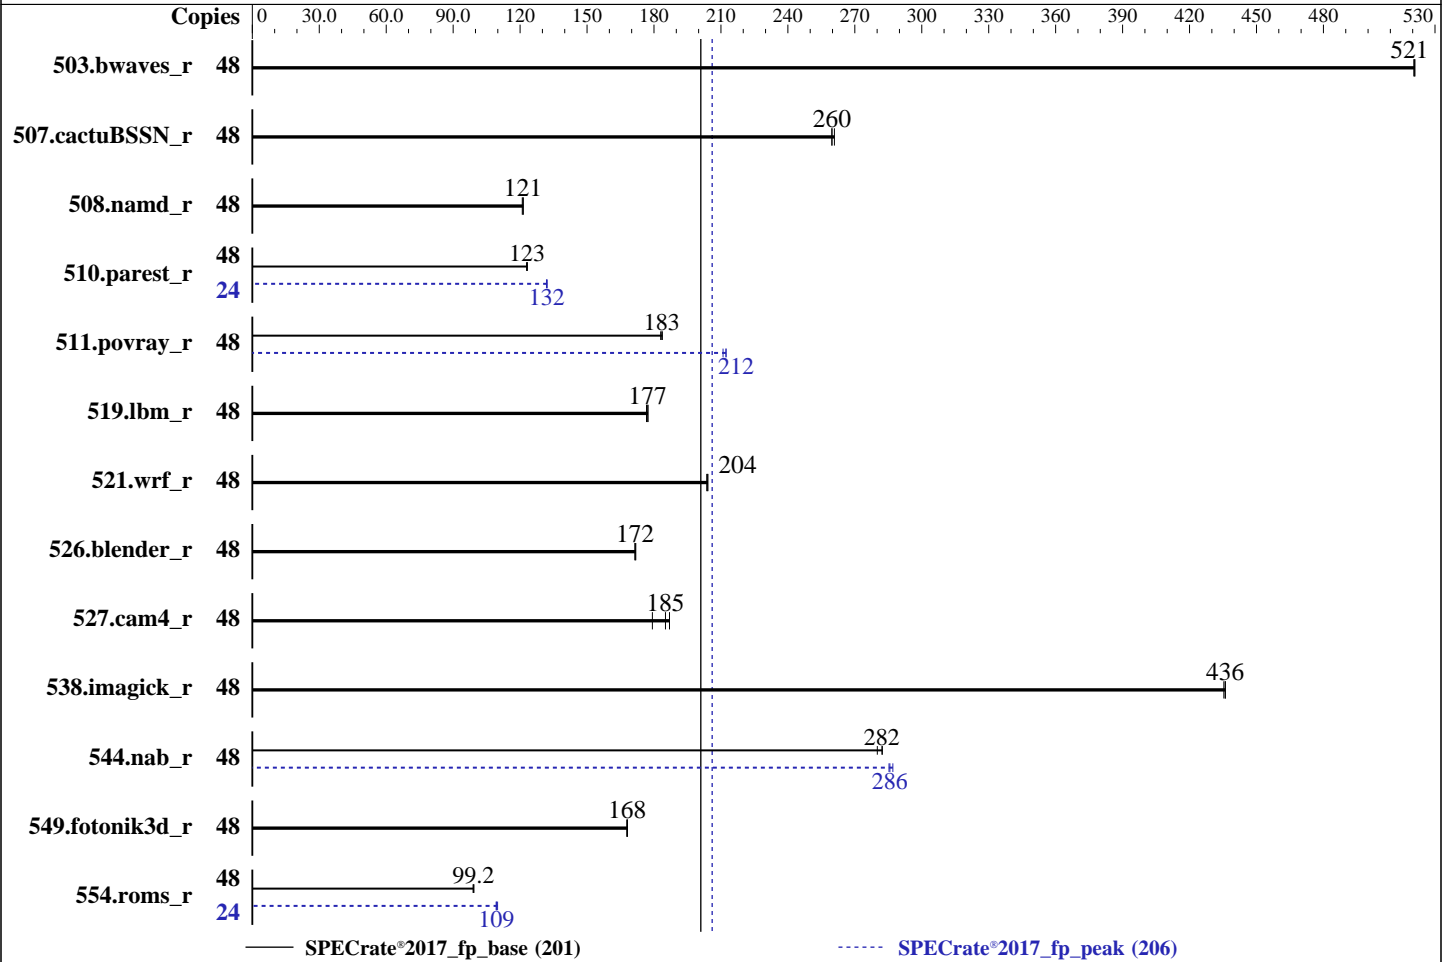 Copies 0 30.0 60.0 90.0 120 150 180 210 240 270 300 330 360 390 420 450 480 530
503.bwaves_r 48 521
507.cactuBSSN_r 48 260
508.namd_r 48 121
510.parest_r 48 123
24 132
511.povray_r 48 183
212
519.lbm_r 48 177
521.wrf_r 48 204
526.blender_r 48 172
527.cam4_r 48 185
538.imagick_r 48 436
544.nab_r 48 282
286
549.fotonik3d_r 48 168
554.roms_r 48 99.2
24 109
SPECrate®2017_fp_base (201) SPECrate®2017_fp_peak (206)